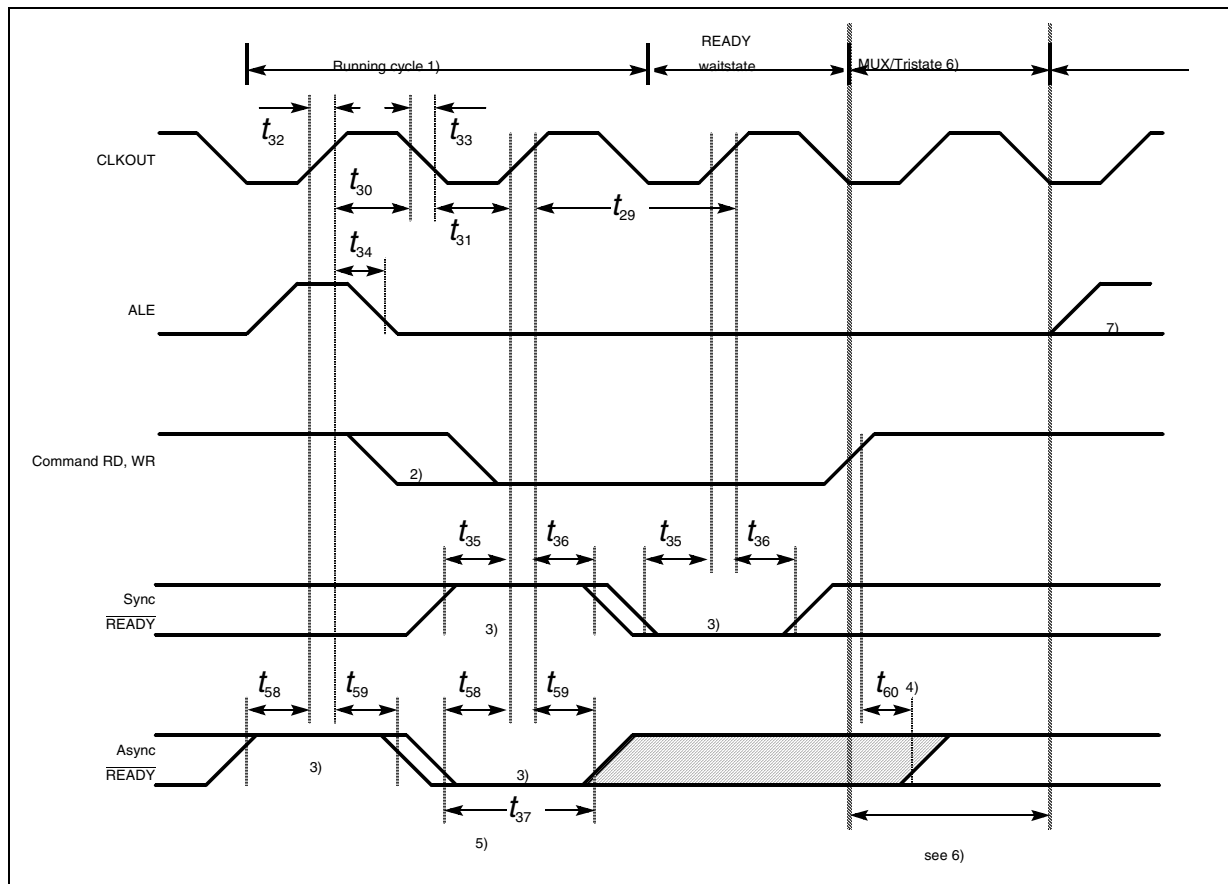 READY
Running cycle 1)
waitstate
MUX/Tristate 6)
t32
t33
CLKOUT
t30
t31
t29
t34
ALE
7)
Command RD, WR
2)
t35
t36
t35
t36
Sync
READY
3)
3)
t58
t59
t58
t59
t60 4)
Async
READY
3)
3)
t37
5)
see 6)